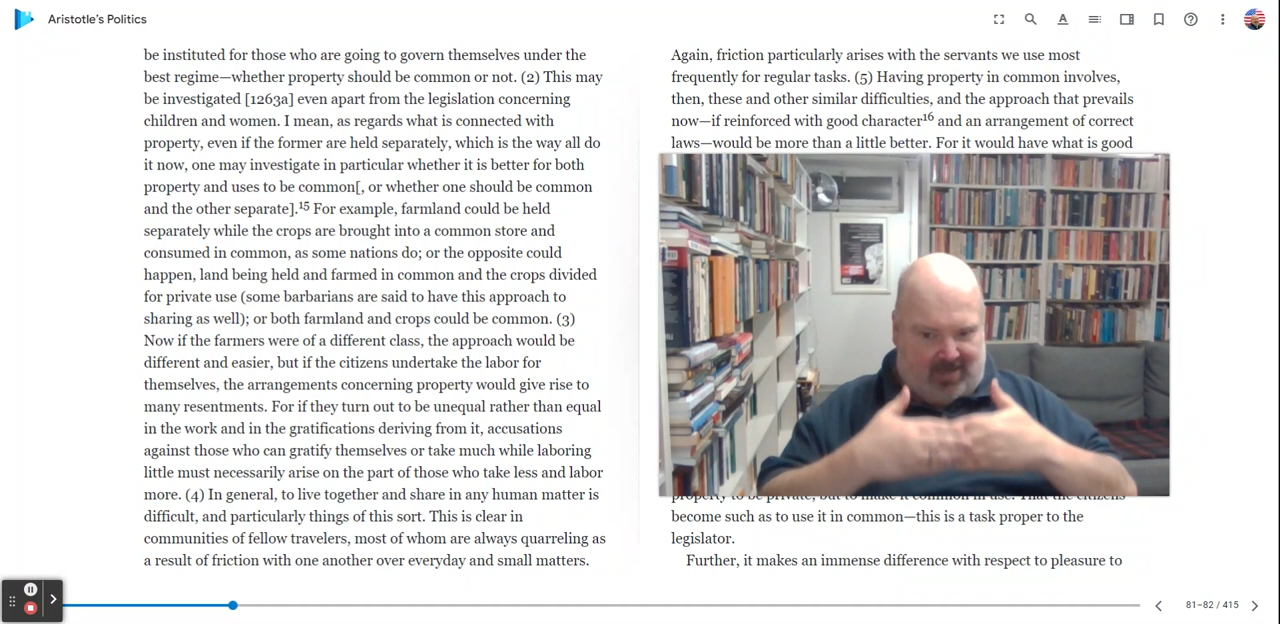 Aristotle's Politics
be instituted for those who are going to govern themselves under the
best regime—whether property should be common or not. (2) This may
be investigated [1263a] even apart from the legislation concerning
children and women. I mean, as regards what is connected with
property, even if the former are held separately, which is the way all do
it now, one may investigate in particular whether it is better for both
property and uses to be common[, or whether one should be common
and the other separate].15 For example, farmland could be held
separately while the crops are brought into a common store and
consumed in common, as some nations do; or the opposite could
happen, land being held and farmed in common and the crops divided
for private use (some barbarians are said to have this approach to
sharing as well); or both farmland and crops could be common. (3)
Now if the farmers were of a different class, the approach would be
different and easier, but if the citizens undertake the labor for
themselves, the arrangements concerning property would give rise to
many resentments. For if they turn out to be unequal rather than equal
in the work and in the gratifications deriving from it, accusations
against those who can gratify themselves or take much while laboring
little must necessarily arise on the part of those who take less and labor
more. (4) In general, to live together and share in any human matter is
difficult, and particularly things of this sort. This is clear in
communities of fellow travelers, most of whom are always quarreling as
a result of friction with one another over everyday and small matters.
Again, friction particularly arises with the servants we use most
frequently for regular tasks. (5) Having property in common involves,
then, these and other similar difficulties, and the approach that prevails
now—if reinforced with good character16 and an arrangement of correct
laws—would be more than a little better. For it would have what is good
property to be private, but to make it common in use. That the citizens
become such as to use it in common—this is a task proper to the
legislator.
Further, it makes an immense difference with respect to pleasure to
81-82 / 415